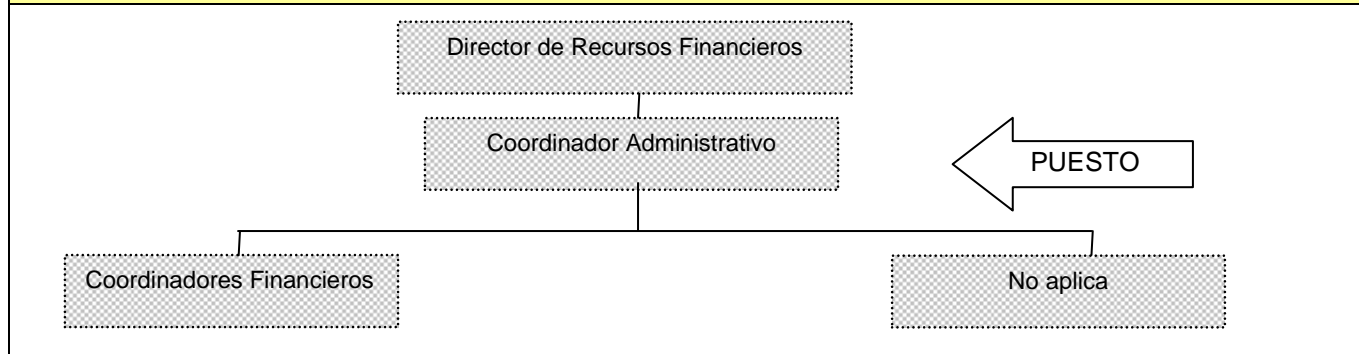 Director de Recursos Financieros
Coordinador Administrativo
PUESTO
Coordinadores Financieros
No aplica